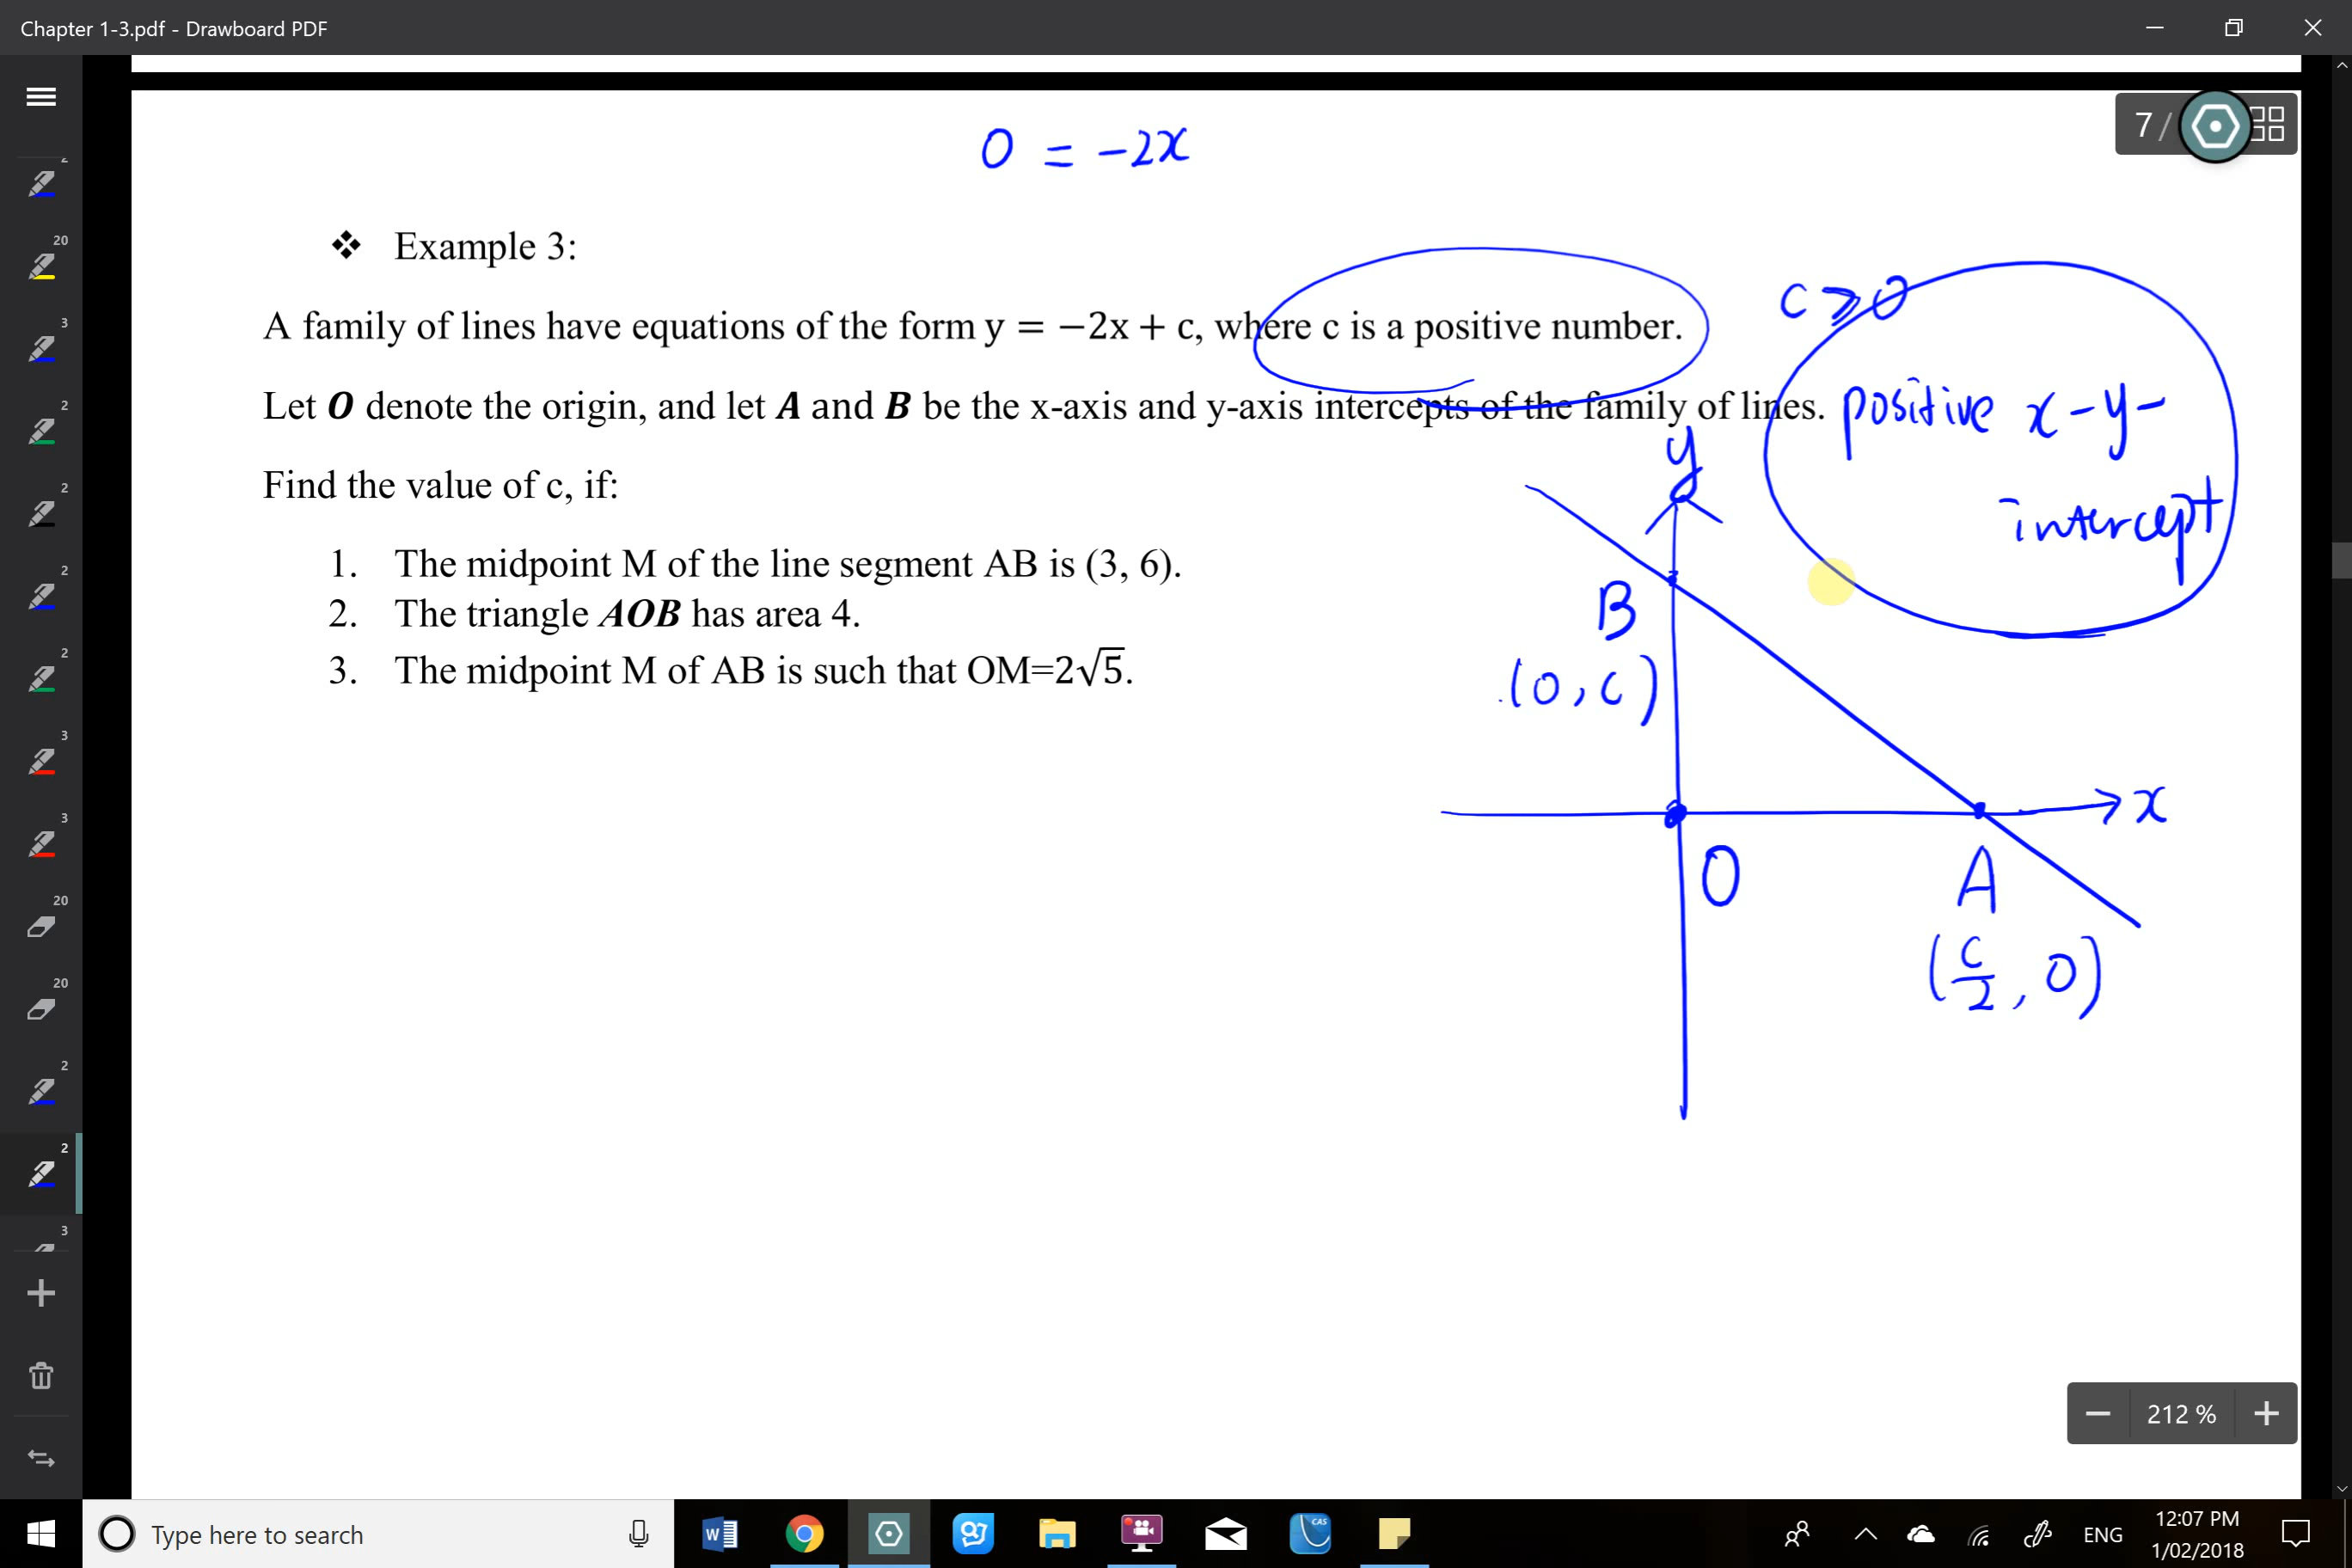 Chapter 1-3.pdf - Drawboard PDF
7 /
0 = -2x
❖ Example 3:
A family of lines have equations of the form y = −2x + c, where c is a positive number.
c ⩾ 0
Let O denote the origin, and let A and B be the x-axis and y-axis intercepts of the family of lines.
positive x-y-
intercept
Find the value of c, if:
y
1. The midpoint M of the line segment AB is (3, 6).
2. The triangle AOB has area 4.
3. The midpoint M of AB is such that OM=2√5.
B
(0, c)
x
O
A
(c/2, 0)
2
20
3
2
2
2
2
3
3
20
20
2
2
3
212 %
Type here to search
CAS
ENG
12:07 PM
1/02/2018